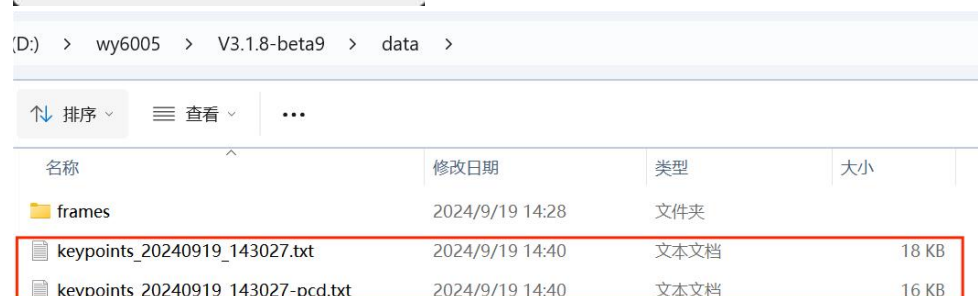 (D:) > wy6005 > V3.1.8-beta9 > data >
排序 查看 •••
名称 修改日期 类型 大小
frames 2024/9/19 14:28 文件夹
keypoints_20240919_143027.txt 2024/9/19 14:40 文本文档 18 KB
keypoints_20240919_143027-pcd.txt 2024/9/19 14:40 文本文档 16 KB